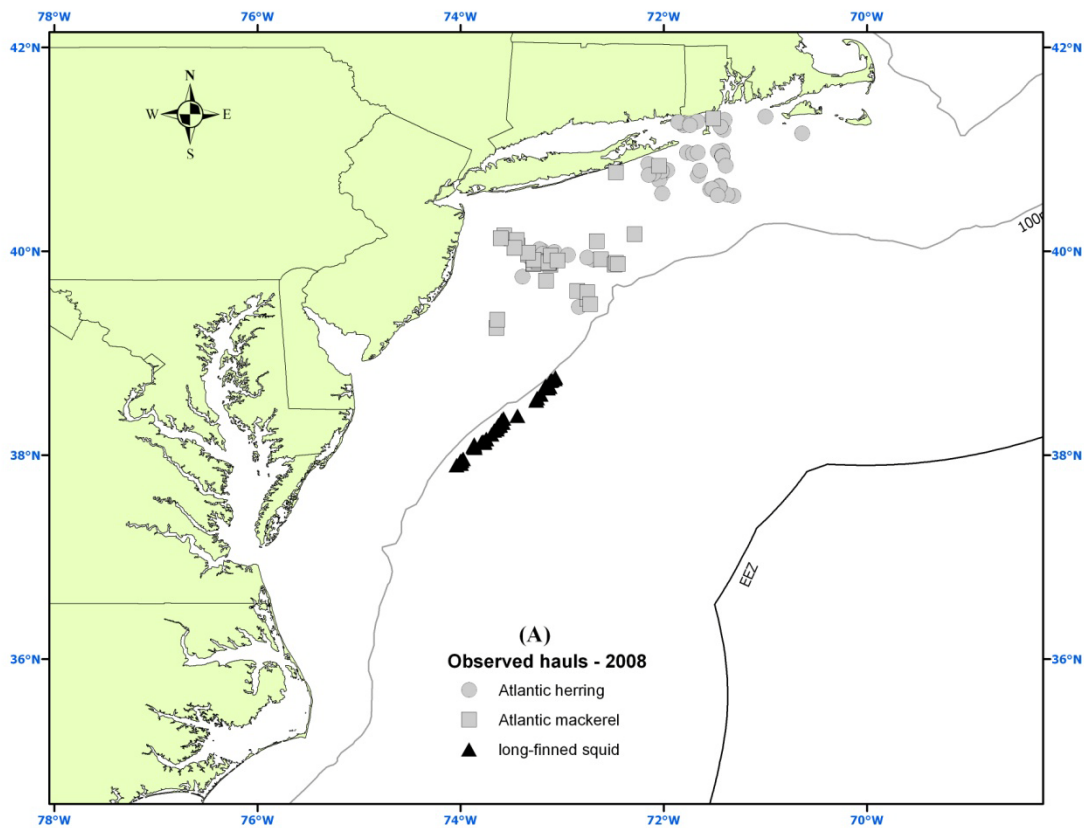 78°W 76°W 74°W 72°W 70°W
42°N 42°N
N
W E
S
40°N 40°N
38°N 38°N
EEZ
36°N 36°N
(A)
Observed hauls - 2008
Atlantic herring
Atlantic mackerel
long-finned squid
78°W 76°W 74°W 72°W 70°W